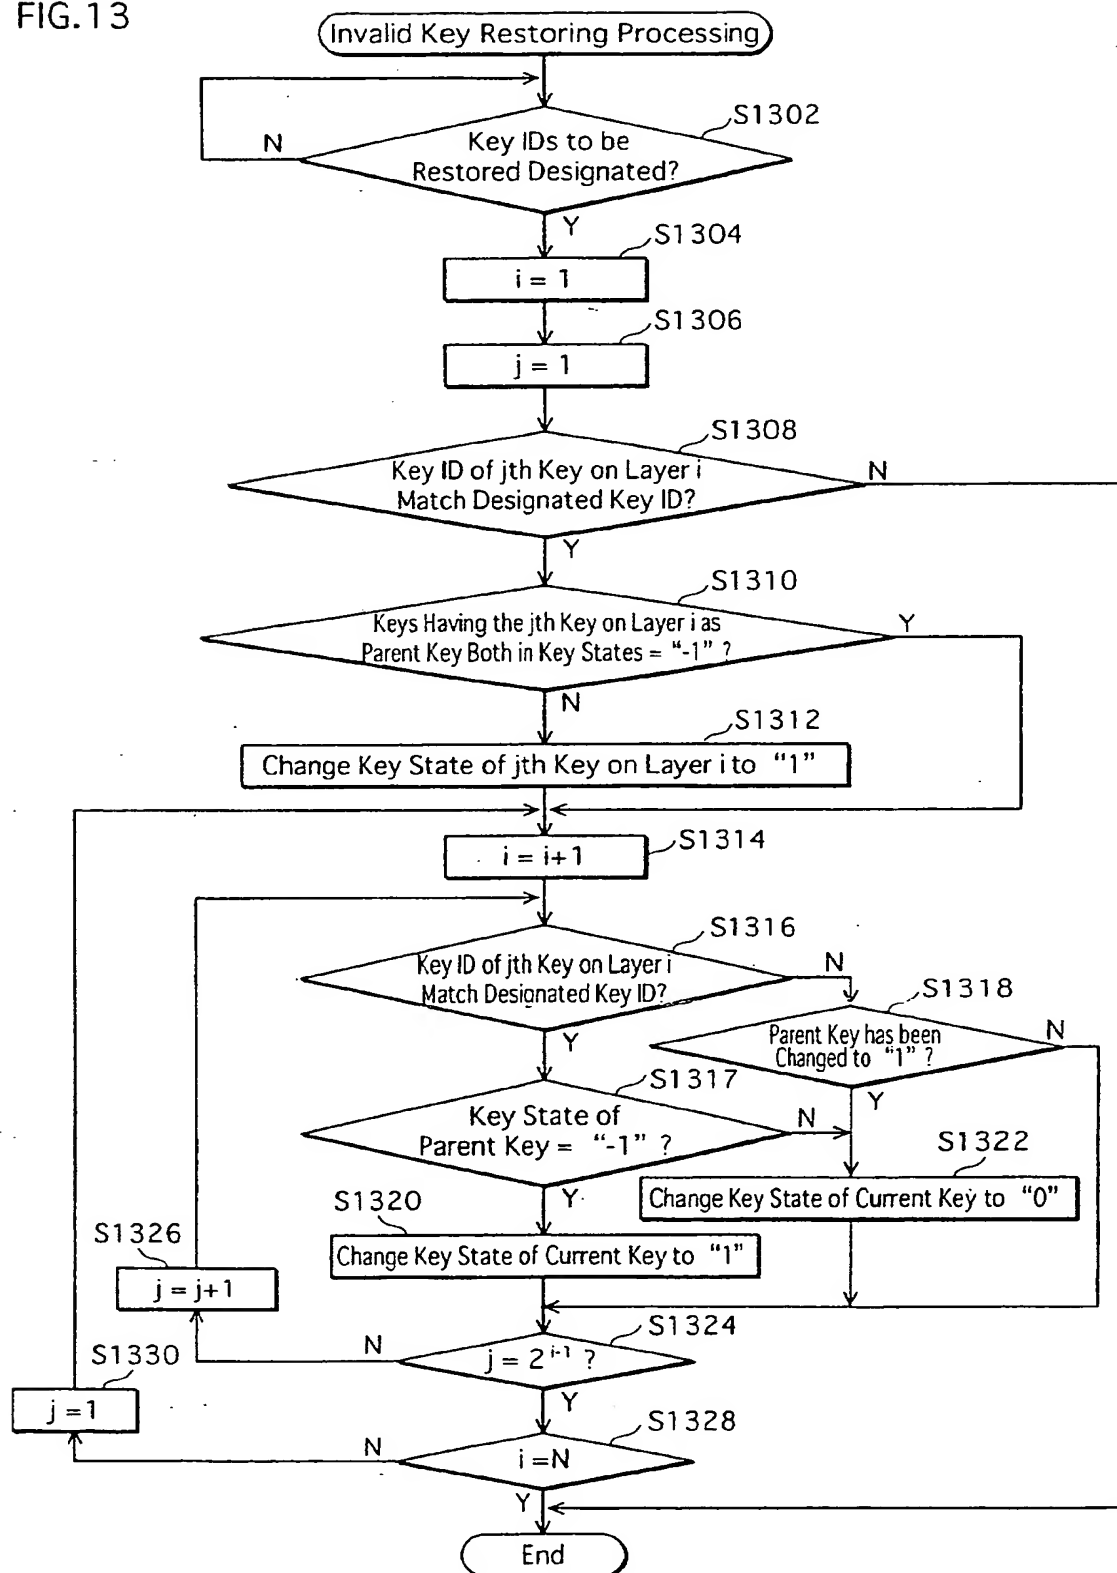 FIG.13
Invalid Key Restoring Processing
S1302
Key IDs to be
Restored Designated?
N
Y
S1304
i = 1
S1306
j = 1
S1308
Key ID of jth Key on Layer i
Match Designated Key ID?
N
Y
S1310
Keys Having the jth Key on Layer i as
Parent Key Both in Key States = “-1” ?
Y
N
S1312
Change Key State of jth Key on Layer i to “1”
S1314
i = i+1
S1316
Key ID of jth Key on Layer i
Match Designated Key ID?
N
Y
S1318
Parent Key has been
Changed to “1” ?
N
Y
S1317
Key State of
Parent Key = “-1” ?
N
Y
S1322
Change Key State of Current Key to “0”
S1320
Change Key State of Current Key to “1”
S1326
j = j+1
S1324
j = 2^i-1 ?
N
Y
S1330
j =1
S1328
i =N
N
Y
End